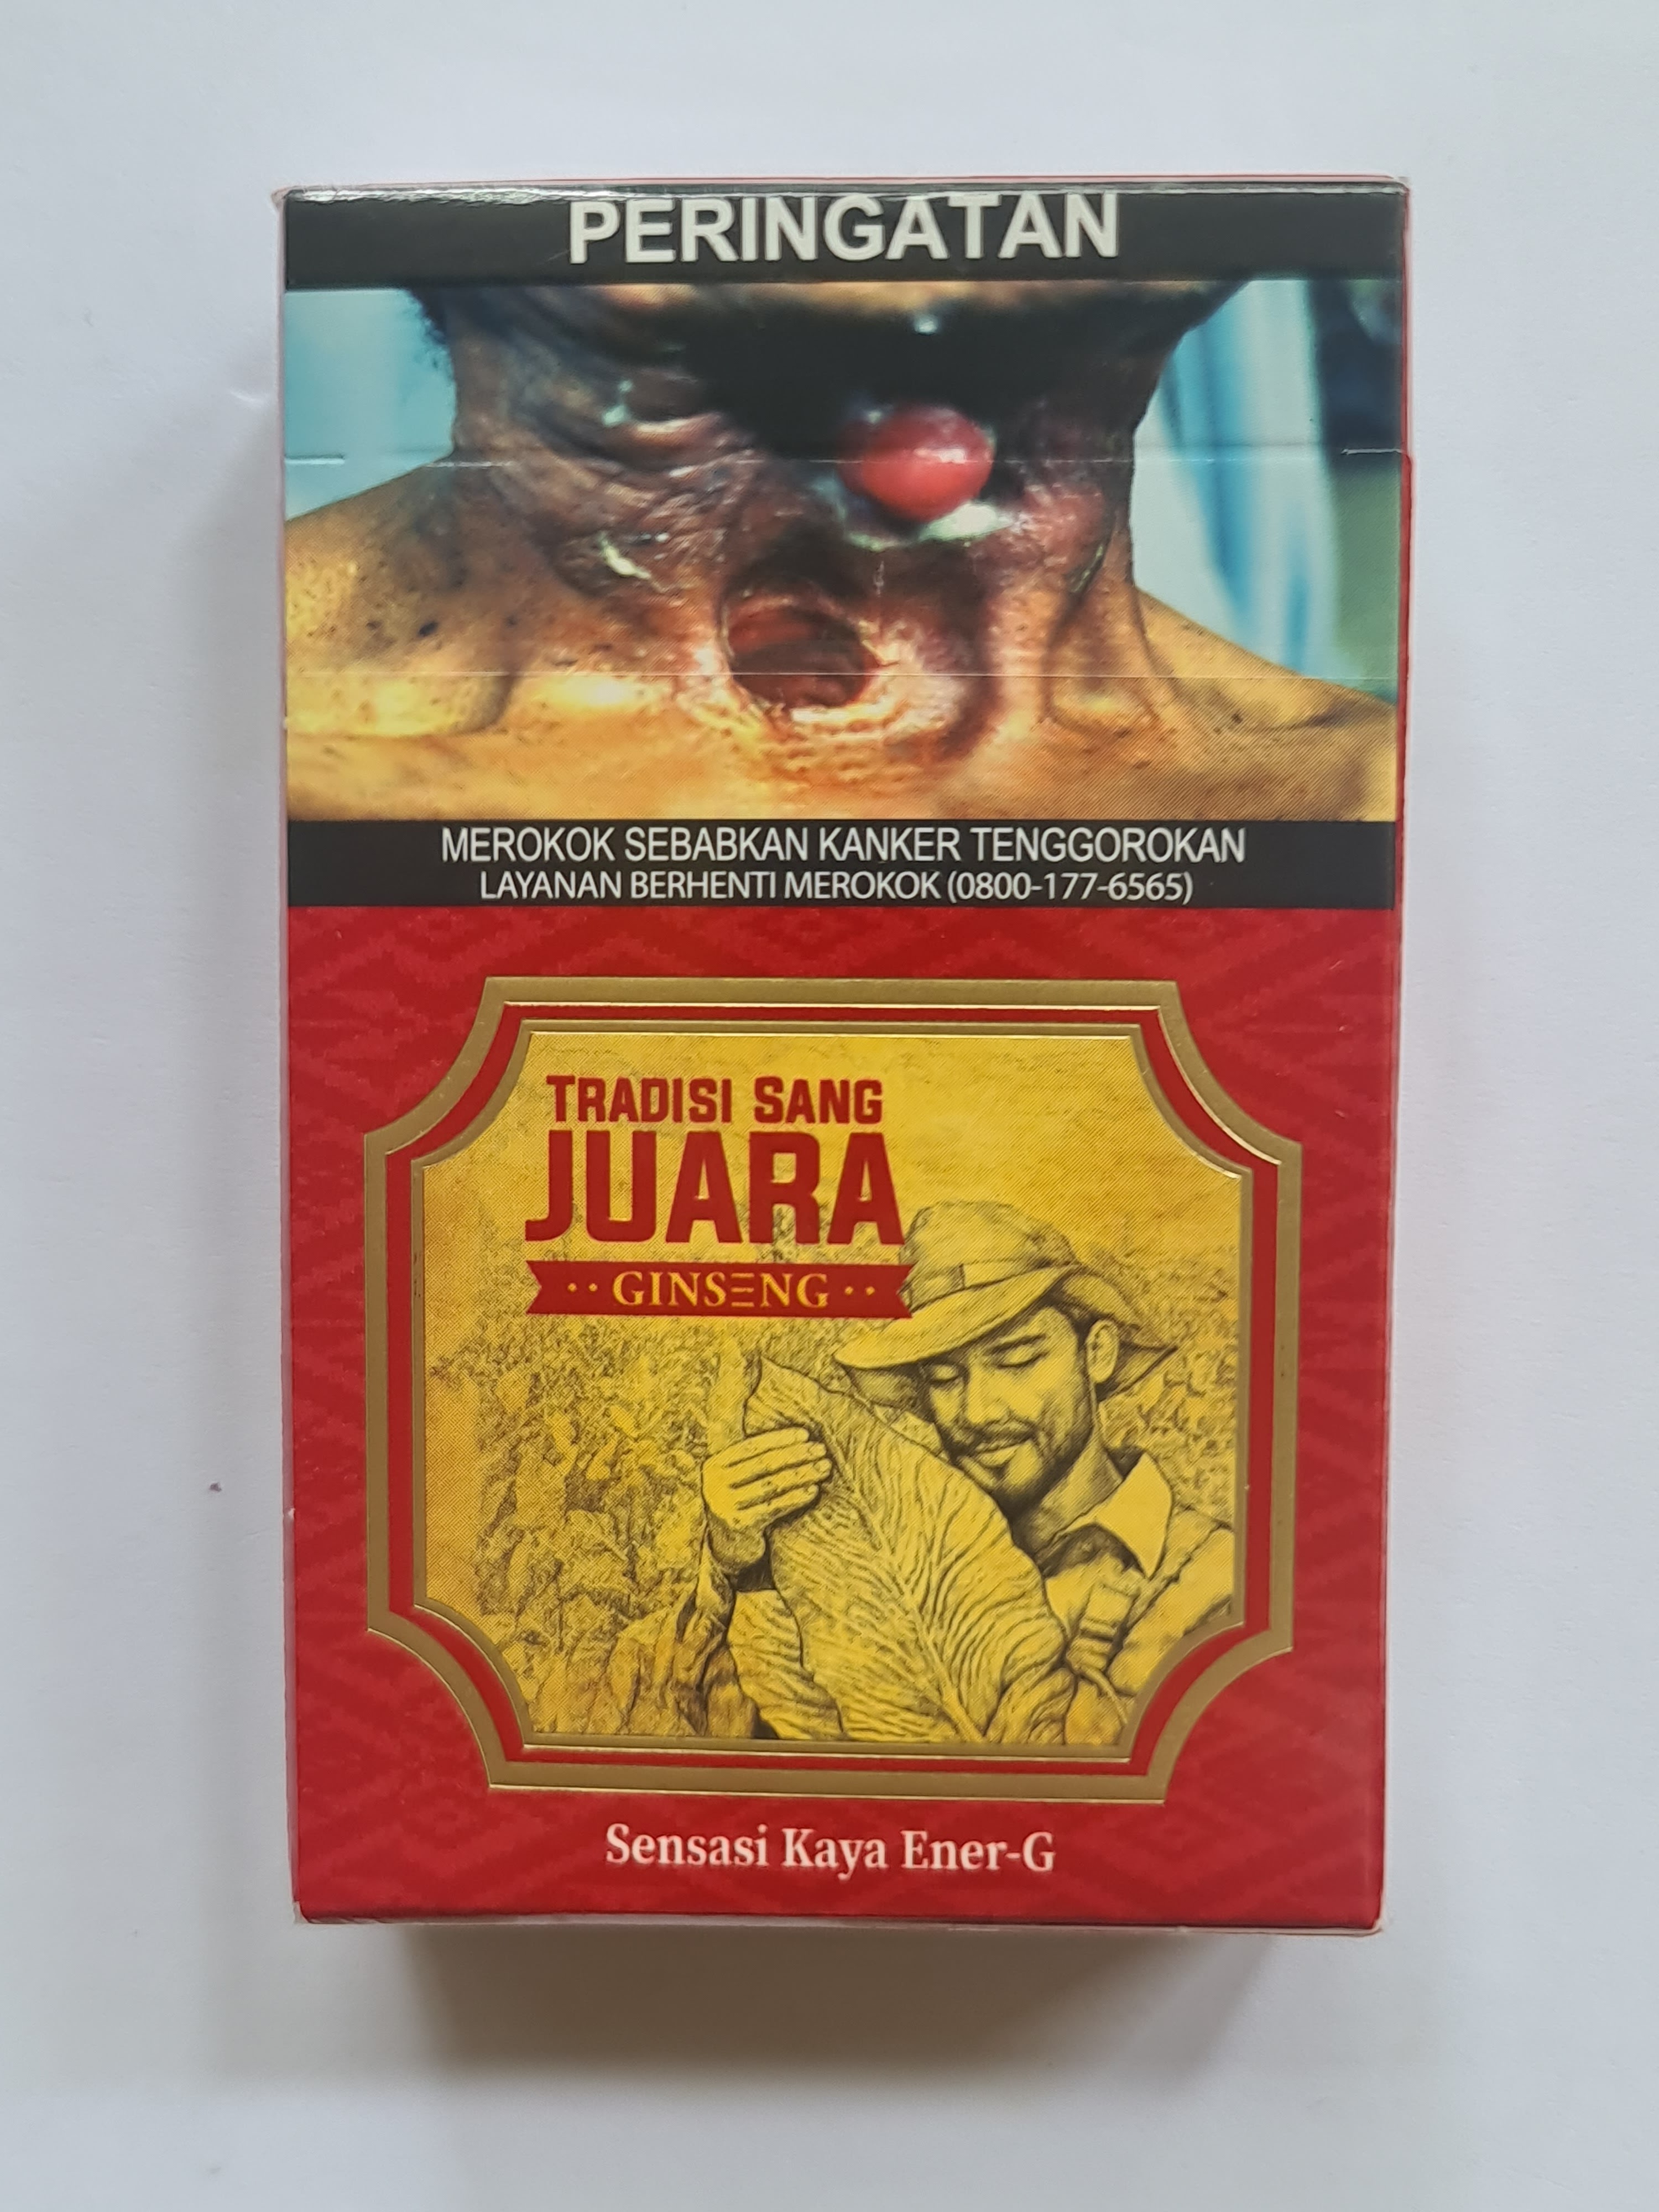 PERINGATAN
MEROKOK SEBABKAN KANKER TENGGOROKAN
LAYANAN BERHENTI MEROKOK (0800-177-6565)
TRADISI SANG
JUARA
·· GINSENG ··
Sensasi Kaya Ener-G